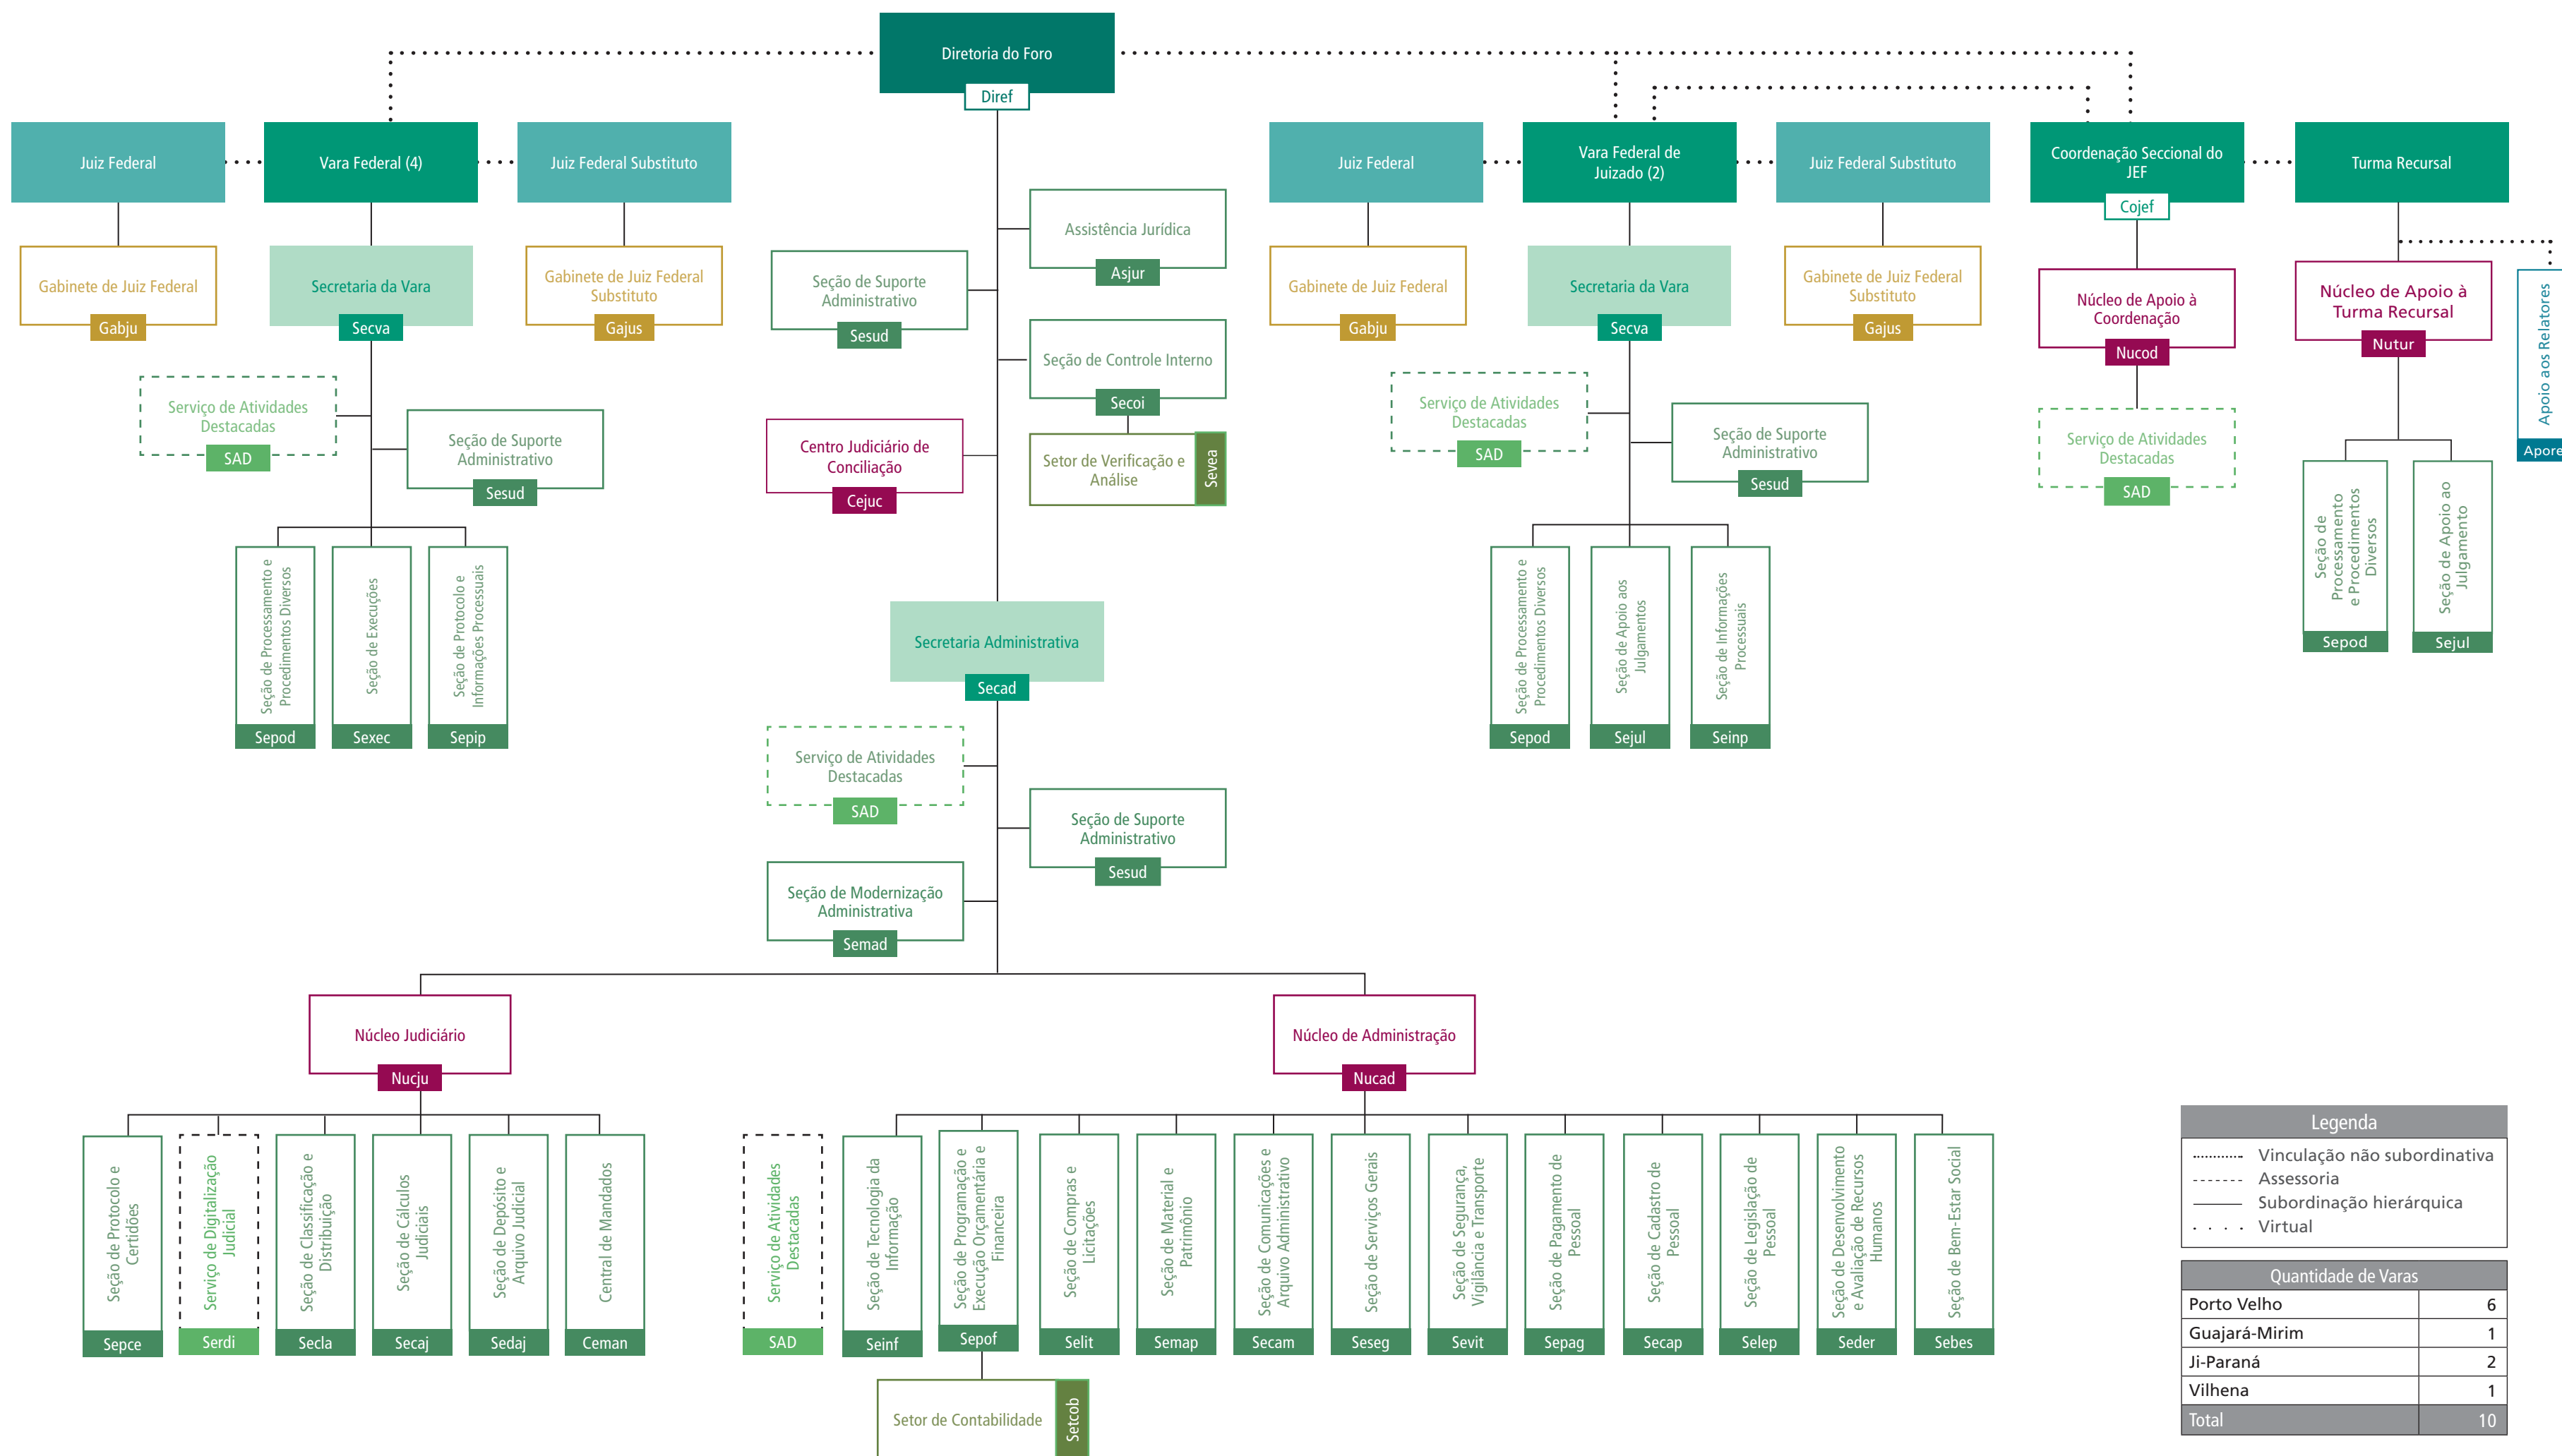 Diretoria do Foro
Diref
Juiz Federal
Vara Federal (4)
Juiz Federal Substituto
Gabinete de Juiz Federal
Gabju
Secretaria da Vara
Secva
Gabinete de Juiz Federal
Substituto
Gajus
Serviço de Atividades
Destacadas
SAD
Seção de Suporte
Administrativo
Sesud
Seção de Processamento e
Procedimentos Diversos
Sepod
Seção de Execuções
Sexec
Seção de Protocolo e
Informações Processuais
Sepip
Assistência Jurídica
Asjur
Seção de Suporte
Administrativo
Sesud
Seção de Controle Interno
Secoi
Centro Judiciário de
Conciliação
Cejuc
Setor de Verificação e
Análise
Sevea
Juiz Federal
Vara Federal de
Juizado (2)
Juiz Federal Substituto
Gabinete de Juiz Federal
Gabju
Secretaria da Vara
Secva
Gabinete de Juiz Federal
Substituto
Gajus
Serviço de Atividades
Destacadas
SAD
Seção de Suporte
Administrativo
Sesud
Seção de Processamento e
Procedimentos Diversos
Sepod
Seção de Apoio aos
Julgamentos
Sejul
Seção de Informações
Processuais
Seinp
Coordenação Seccional do
JEF
Cojef
Núcleo de Apoio à
Coordenação
Nucod
Serviço de Atividades
Destacadas
SAD
Turma Recursal
Núcleo de Apoio à
Turma Recursal
Nutur
Apoio aos Relatores
Apore
Seção de
Processamento
e Procedimentos
Diversos
Sepod
Seção de Apoio ao
Julgamento
Sejul
Secretaria Administrativa
Secad
Serviço de Atividades
Destacadas
SAD
Seção de Suporte
Administrativo
Sesud
Seção de Modernização
Administrativa
Semad
Núcleo Judiciário
Nucju
Seção de Protocolo e
Certidões
Sepce
Serviço de Digitalização
Judicial
Serdi
Seção de Classificação e
Distribuição
Secla
Seção de Cálculos
Judiciais
Secaj
Seção de Depósito e
Arquivo Judicial
Sedaj
Central de Mandados
Ceman
Núcleo de Administração
Nucad
Serviço de Atividades
Destacadas
SAD
Seção de Tecnologia da
Informação
Seinf
Seção de Programação e
Execução Orçamentária e
Financeira
Sepof
Setor de Contabilidade
Setcob
Seção de Compras e
Licitações
Selit
Seção de Material e
Patrimônio
Semap
Seção de Comunicações e
Arquivo Administrativo
Secam
Seção de Serviços Gerais
Seseg
Seção de Segurança,
Vigilância e Transporte
Sevit
Seção de Pagamento de
Pessoal
Sepag
Seção de Cadastro de
Pessoal
Secap
Seção de Legislação de
Pessoal
Selep
Seção de Desenvolvimento
e Avaliação de Recursos
Humanos
Seder
Seção de Bem-Estar Social
Sebes
Legenda
Vinculação não subordinativa
Assessoria
Subordinação hierárquica
Virtual
Quantidade de Varas
Porto Velho 6
Guajará-Mirim 1
Ji-Paraná 2
Vilhena 1
Total 10